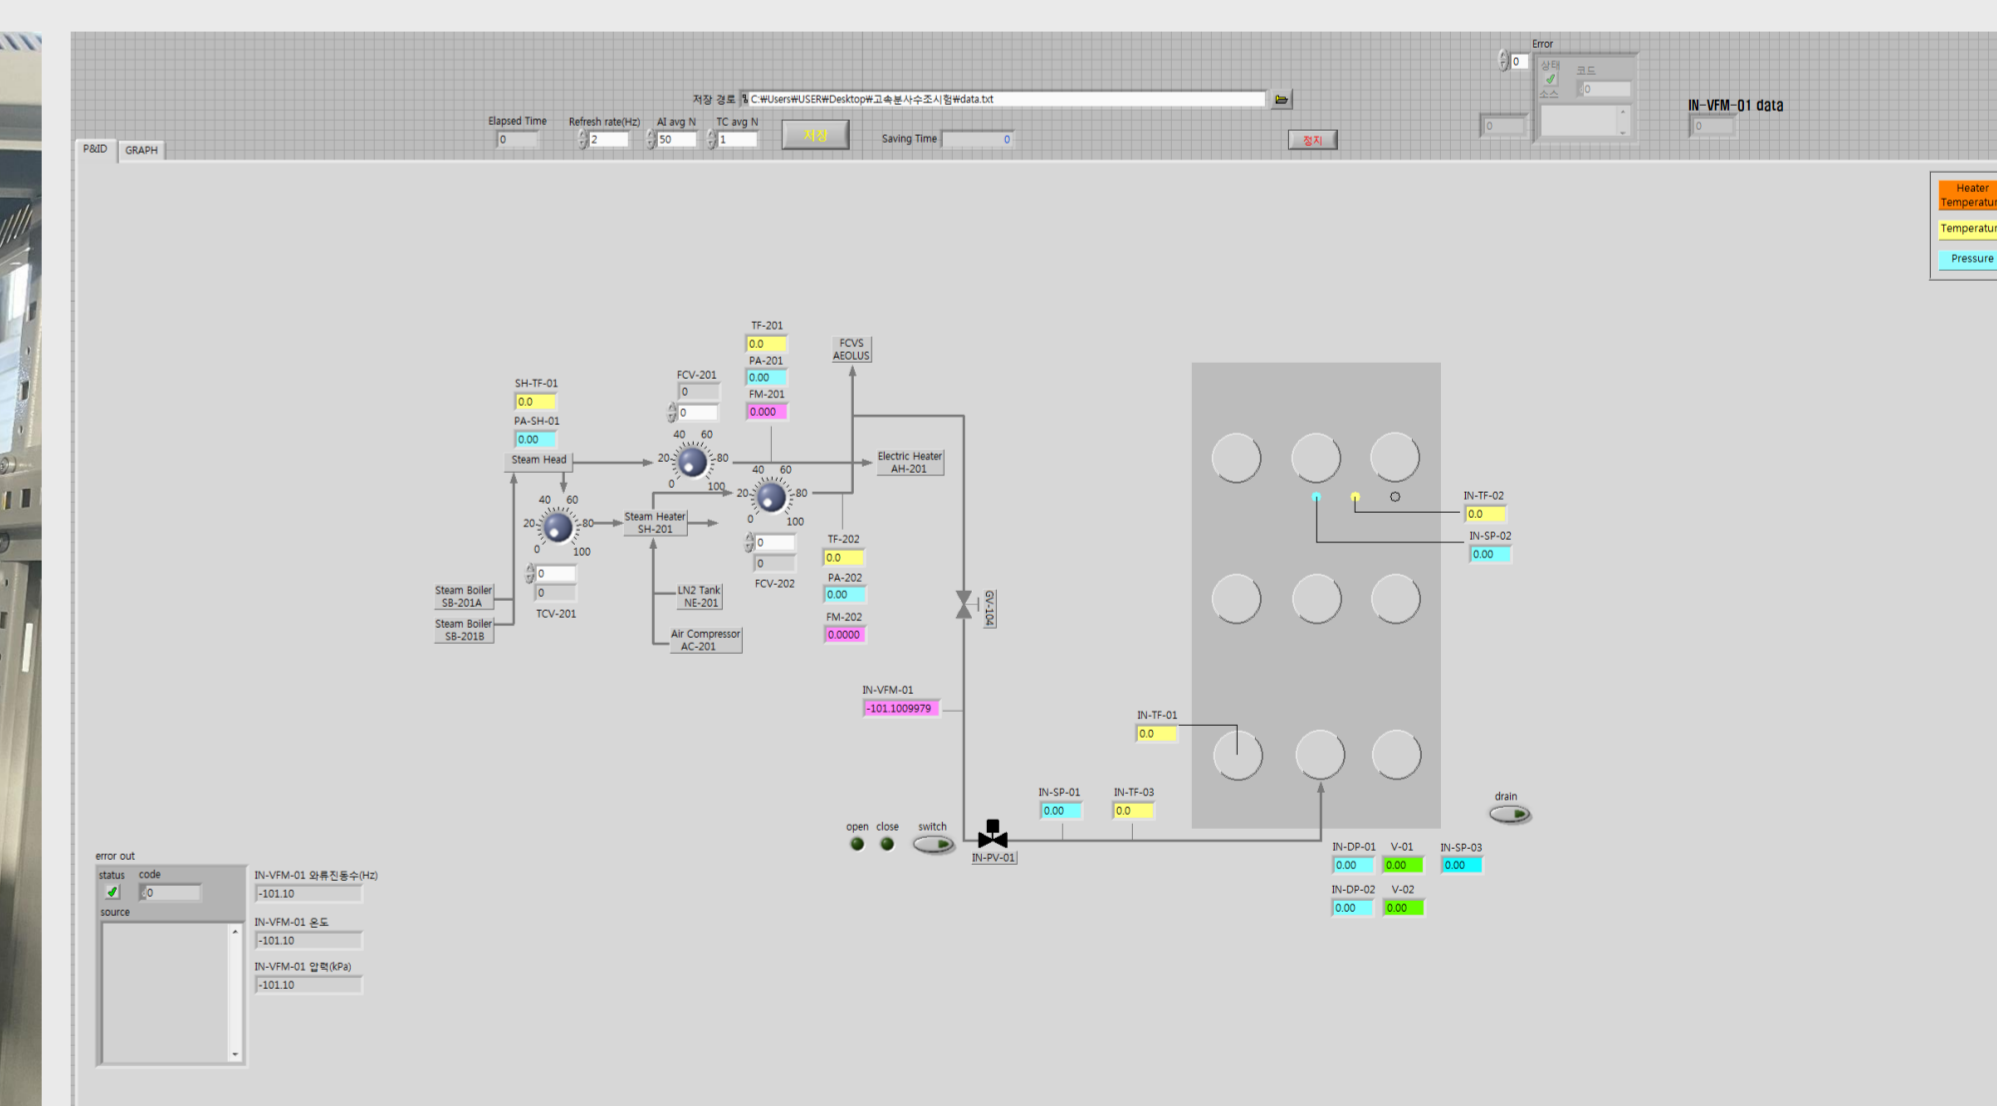 Error
0
상태
코드
0
소스
저장 경로
C:₩Users₩USER₩Desktop₩고속분사수조시험₩data.txt
IN-VFM-01 data
0
0
Elapsed Time
Refresh rate(Hz)
AI avg N
TC avg N
0
2
50
1
저장
Saving Time
0
정지
P&ID
GRAPH
Heater
Temperatur
Temperatur
Pressure
TF-201
0.0
PA-201
0.00
FM-201
0.000
FCVS
AEOLUS
FCV-201
0
0
SH-TF-01
0.0
PA-SH-01
0.00
Steam Head
0
20
40
60
80
100
Electric Heater
AH-201
0
20
40
60
80
100
0
20
40
60
80
100
Steam Heater
SH-201
IN-TF-02
0.0
IN-SP-02
0.00
0
0
FCV-202
TF-202
0.0
PA-202
0.00
FM-202
0.0000
0
0
TCV-201
Steam Boiler
SB-201A
Steam Boiler
SB-201B
LN2 Tank
NE-201
Air Compressor
AC-201
GV-104
IN-VFM-01
-101.1009979
IN-TF-01
0.0
IN-SP-01
0.00
IN-TF-03
0.0
drain
open
close
switch
IN-PV-01
IN-DP-01
V-01
IN-SP-03
0.00
0.00
0.00
IN-DP-02
V-02
0.00
0.00
error out
status
code
0
source
IN-VFM-01 와류진동수(Hz)
-101.10
IN-VFM-01 온도
-101.10
IN-VFM-01 압력(kPa)
-101.10